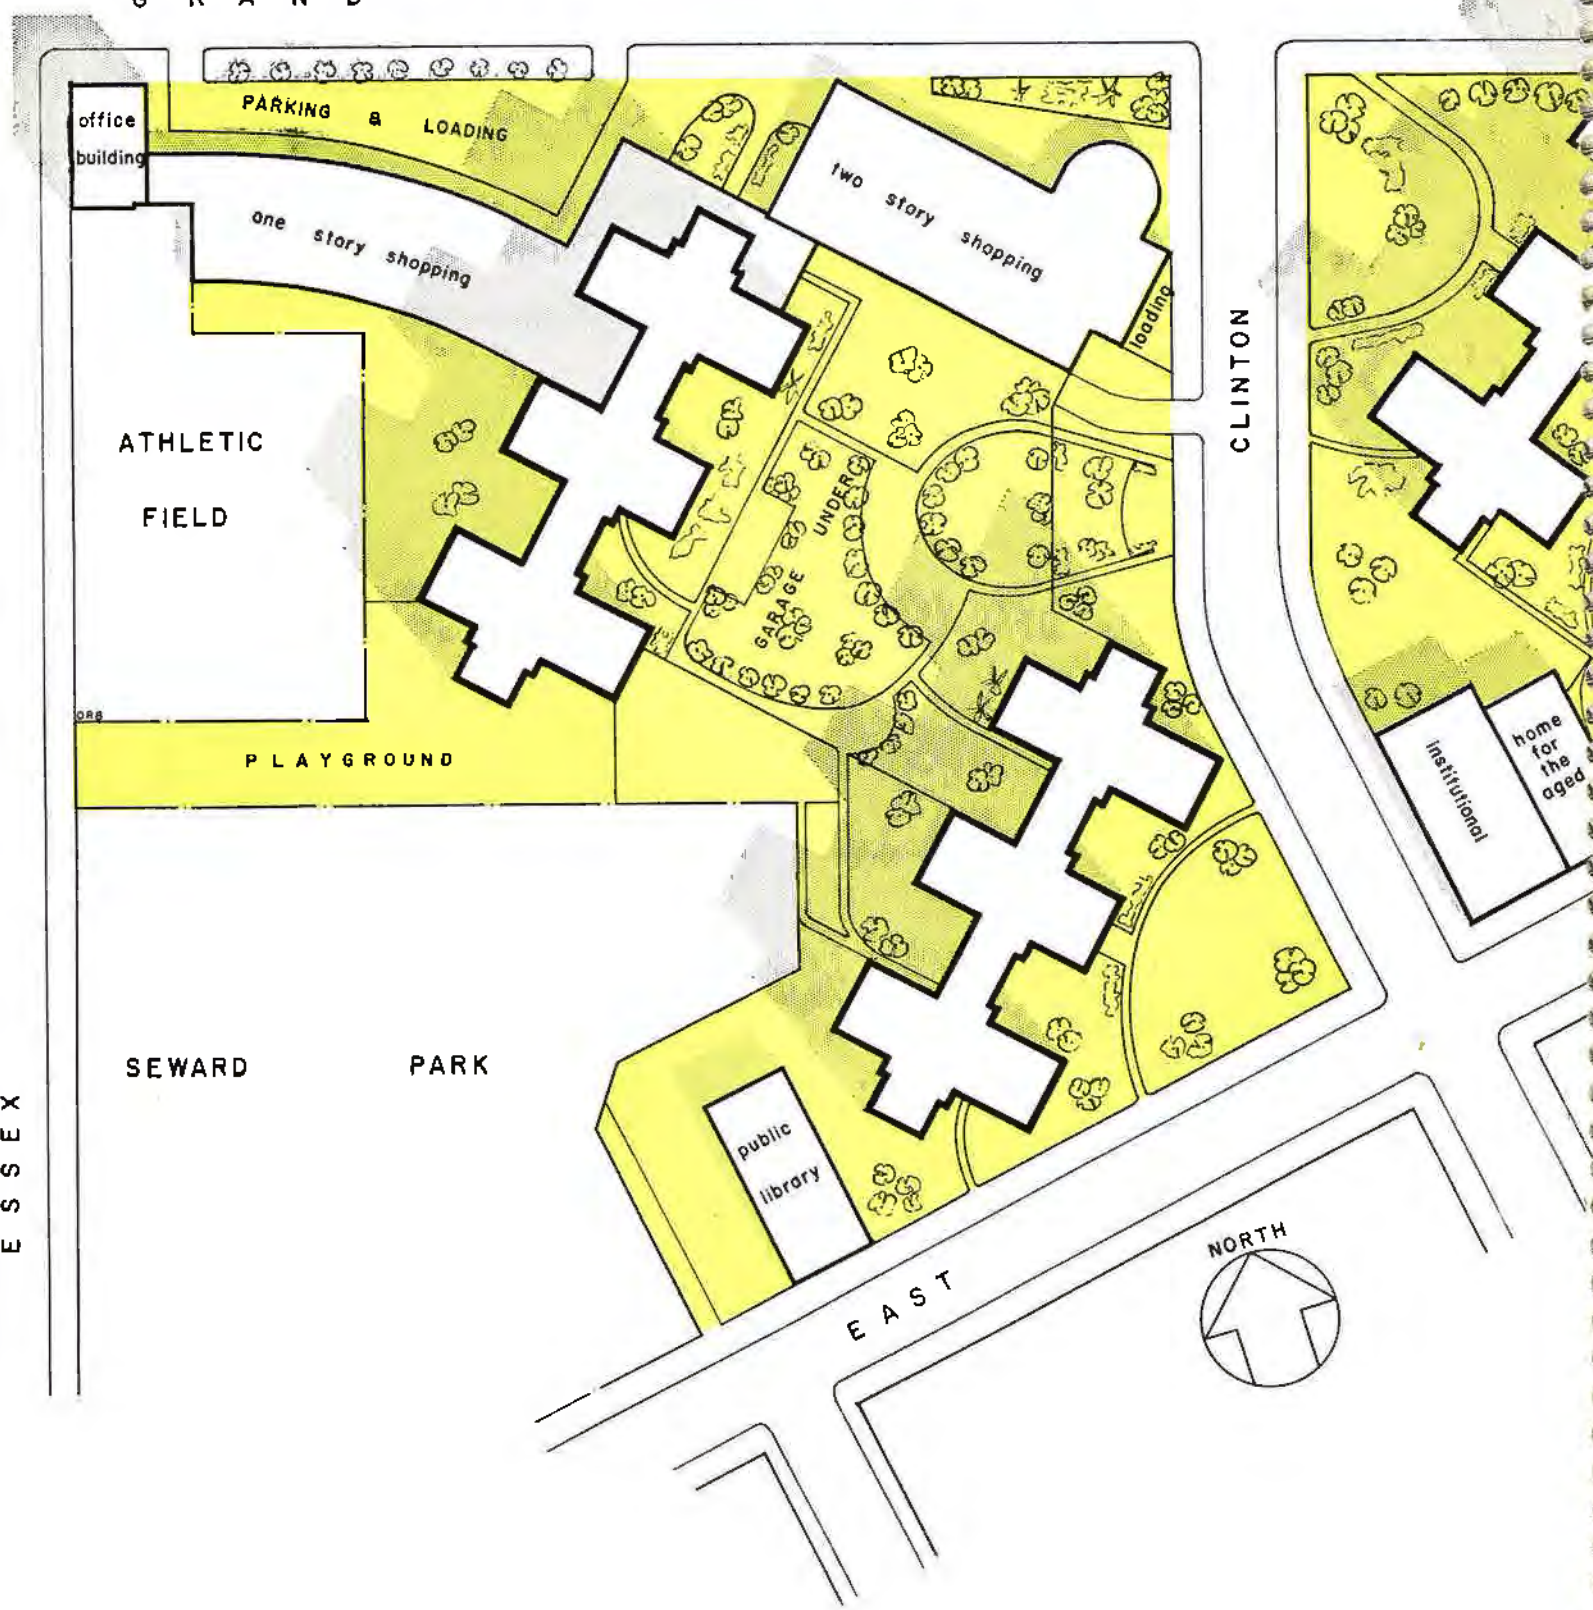 GRAND
office
building
PARKING & LOADING
one story shopping
two story shopping
loading
CLINTON
ATHLETIC
FIELD
GARAGE UNDER
PLAYGROUND
institutional
home
for
the
aged
SEWARD PARK
ESSEX
public
library
EAST
NORTH